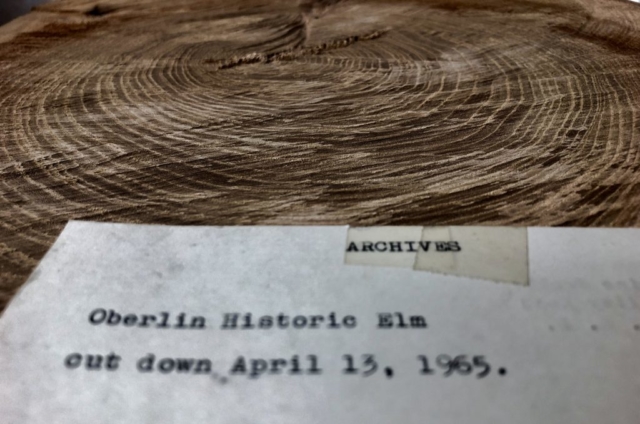 ARCHIVES
Oberlin Historic Elm
cut down April 13, 1965.